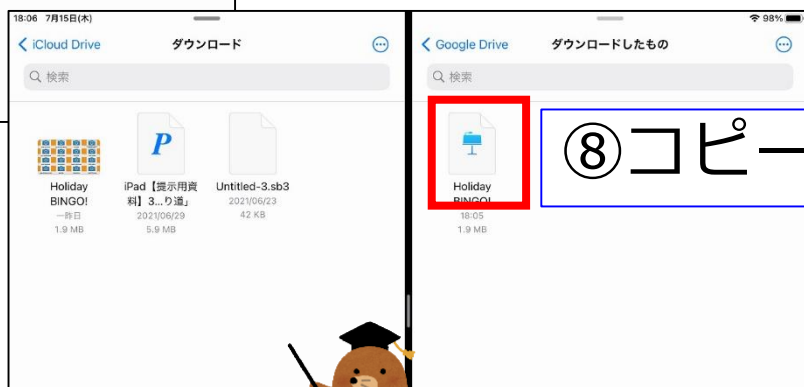 18:06 7月15日(木)
98%
iCloud Drive
ダウンロード
Google Drive
ダウンロードしたもの
検索
検索
P
Holiday
BINGO!
一昨日
1.9 MB
iPad【提示用資
料】3...り道」
2021/06/29
5.9 MB
Untitled-3.sb3
2021/06/23
42 KB
Holiday
BINGO!
18:05
1.9 MB
⑧コピー